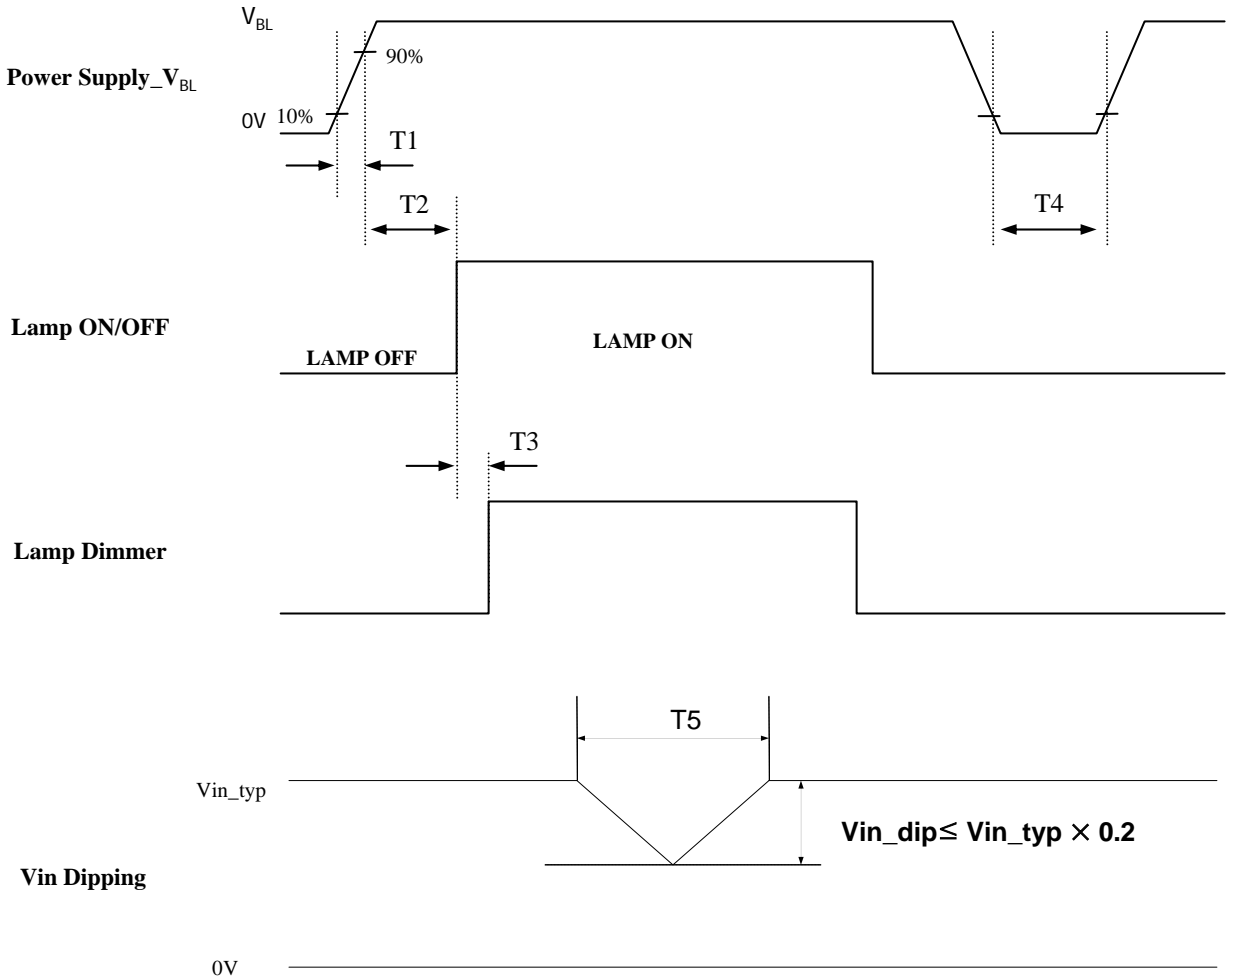 V_BL
90%
Power Supply_V_BL
0V 10%
T1
T2
T4
Lamp ON/OFF
LAMP OFF
LAMP ON
T3
Lamp Dimmer
T5
Vin_typ
Vin_dip≤ Vin_typ × 0.2
Vin Dipping
0V